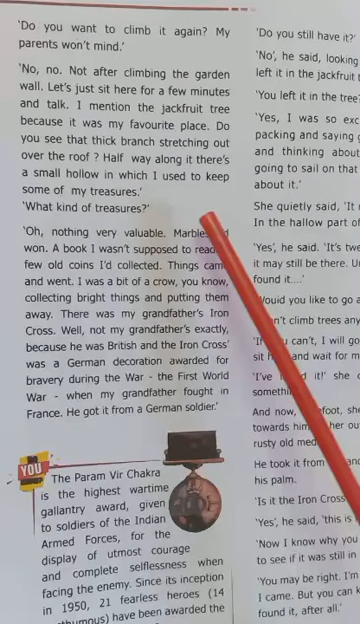 'Do you want to climb it again? My
parents won't mind.'
'No, no. Not after climbing the garden
wall. Let's just sit here for a few minutes
and talk. I mention the jackfruit tree
because it was my favourite place. Do
you see that thick branch stretching out
over the roof ? Half way along it there's
a small hollow in which I used to keep
some of my treasures.'
'What kind of treasures?'
'Oh, nothing very valuable. Marbles
won. A book I wasn't supposed to
few old coins I'd collected. Things
and went. I was a bit of a crow, you know,
collecting bright things and putting them
away. There was my grandfather's Iron
Cross. Well, not my grandfather's exactly,
because he was British and the Iron Cross
was a German decoration awarded for
bravery during the War - the First World
War - when my grandfather fought in
France. He got it from a German soldier.'
YOU
The Param Vir Chakra
is the highest wartime
gallantry award, given
to soldiers of the Indian
Armed Forces, for the
display of utmost courage
and complete selflessness when
facing the enemy. Since its inception
in 1950, 21 fearless heroes (14
have been awarded the
'Do you still have it?'
'No', he said, looking
left it in the jackfruit
'You left it in the tree?
'Yes, I was so
packing and saying
and thinking about
going to sail on that
about it.'
She quietly said, 'It
In the hallow part of
'Yes', he said. 'It's
it may still be there.
found it....'
you like to go
climb trees any
can't, I will go
sit and wait for
it!' she
And now, she
towards him her
rusty old
He took it from
his palm.
'Is it the Iron Cross
'Yes', he said, 'this is
'Now I know why you
to see if it was still in
'You may be right. I'm
I came. But you can
found it, after all.'